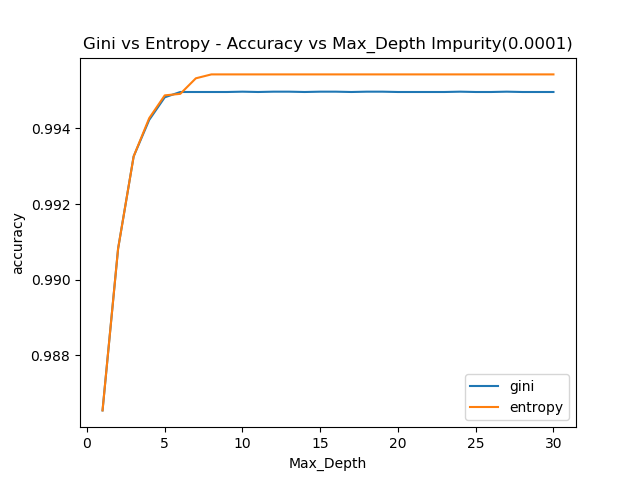 Gini vs Entropy - Accuracy vs Max_Depth Impurity(0.0001)
accuracy
0.994
0.992
0.990
0.988
0 5 10 15 20 25 30
Max_Depth
gini
entropy